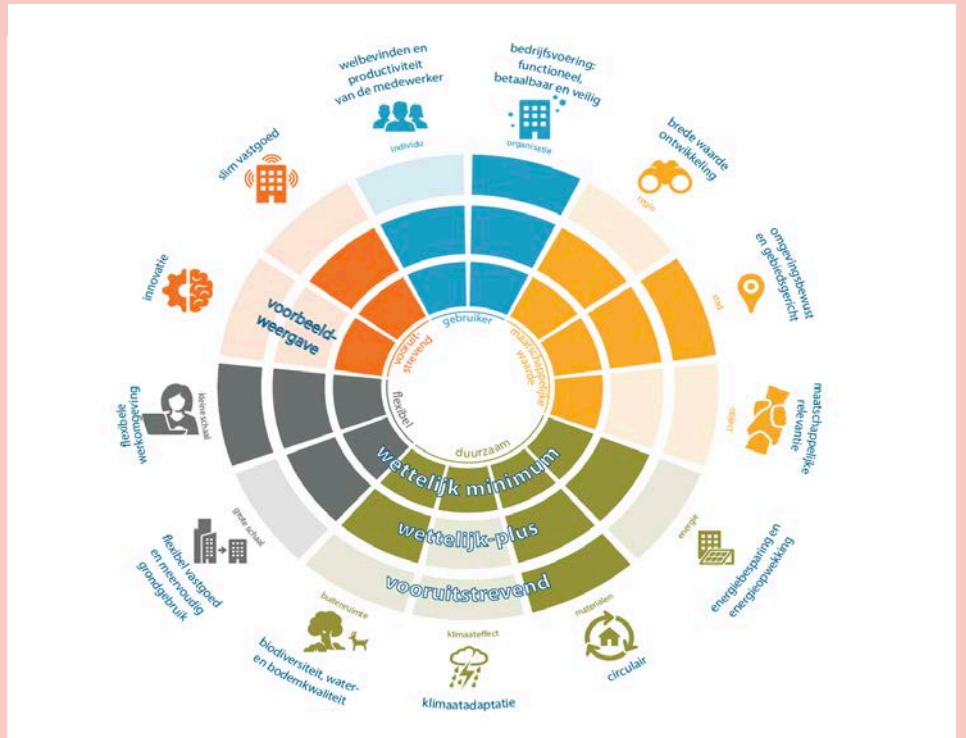 welbevinden en
productiviteit
van de medewerker
individu
bedrijfsvoering:
functioneel,
betaalbaar en veilig
organisatie
brede waarde
ontwikkeling
regio
omgevingsbewust
en gebiedsgericht
stad
maatschappelijke
relevantie
object
energiebesparing en
energieopwekking
energie
circulair
materialen
klimaateffect
klimaatadaptatie
buitenruimte
biodiversiteit, water-
en bodemkwaliteit
grote schaal
flexibel vastgoed
en meervoudig
grondgebruik
kleine schaal
flexibele
werkomgeving
innovatie
slim vastgoed
voorbeeld-
weergave
gebruiker
maatschappelijke
waarde
duurzaam
flexibel
vooruit-
strevend
wettelijk minimum
wettelijk-plus
vooruitstrevend